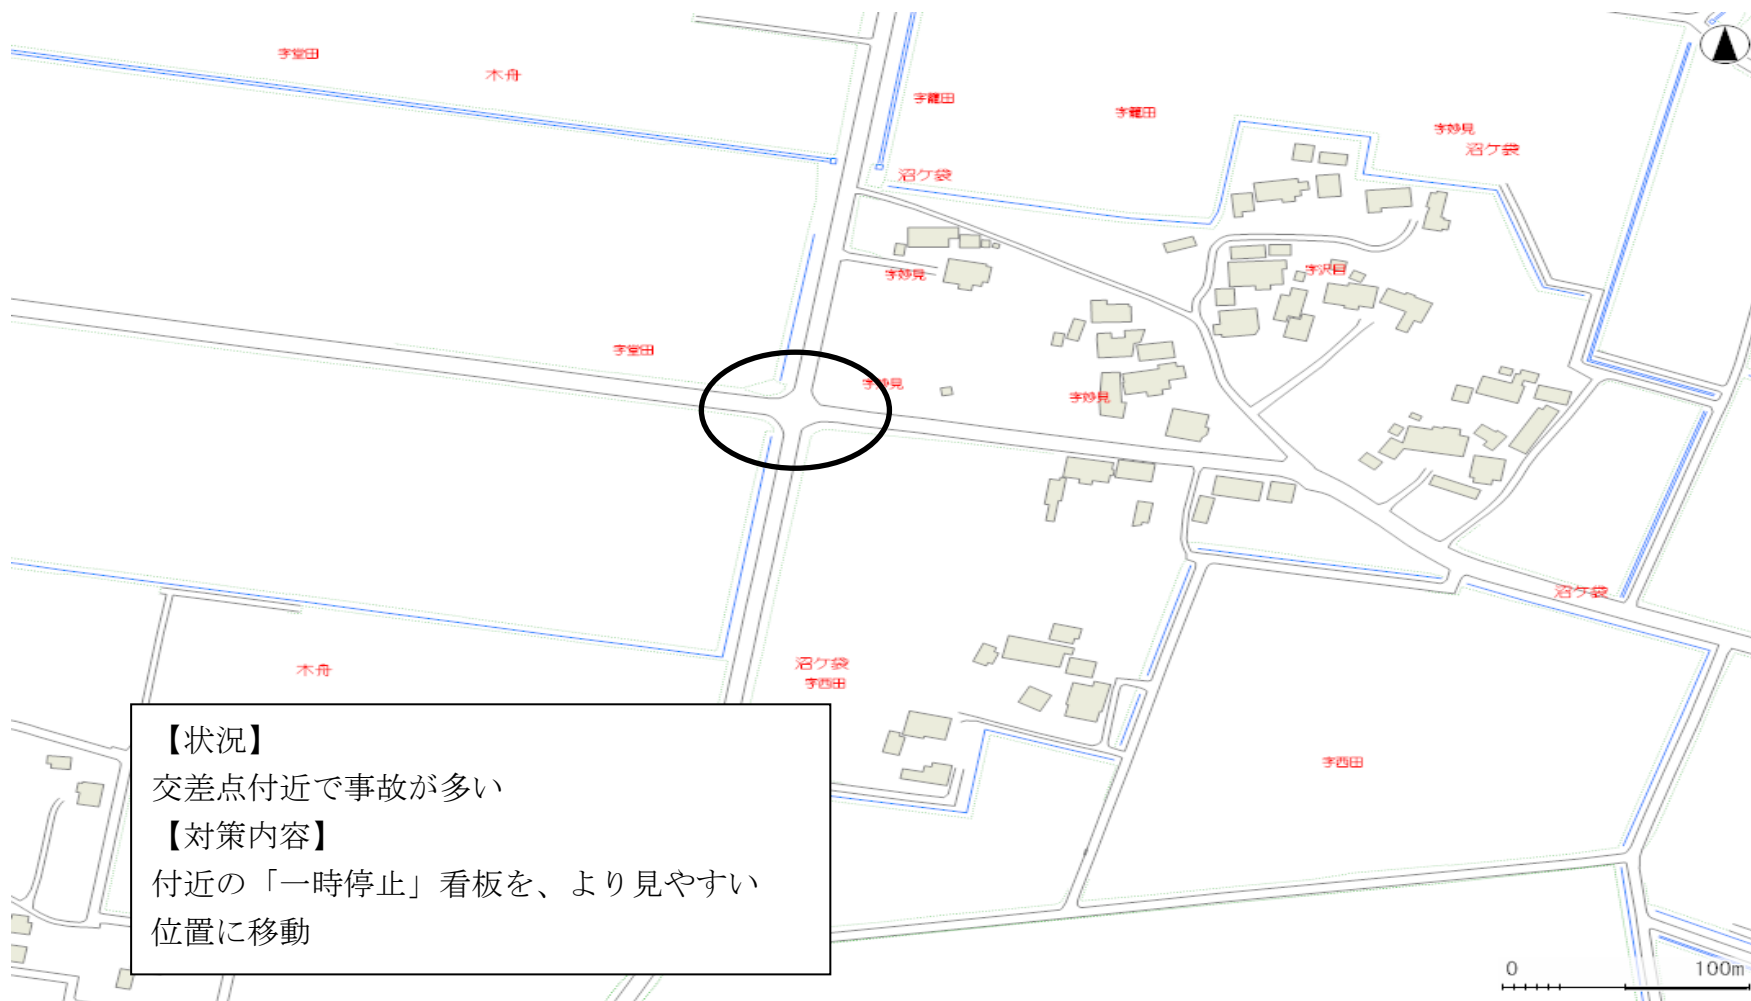 字堂田
木舟
字籠田
字籠田
字妙見
沼ケ袋
沼ケ袋
字妙見
字沢目
字堂田
字妙見
字妙見
沼ケ袋
木舟
沼ケ袋
字西田
字西田
【状況】
交差点付近で事故が多い
【対策内容】
付近の「一時停止」看板を、より見やすい
位置に移動
0 100m